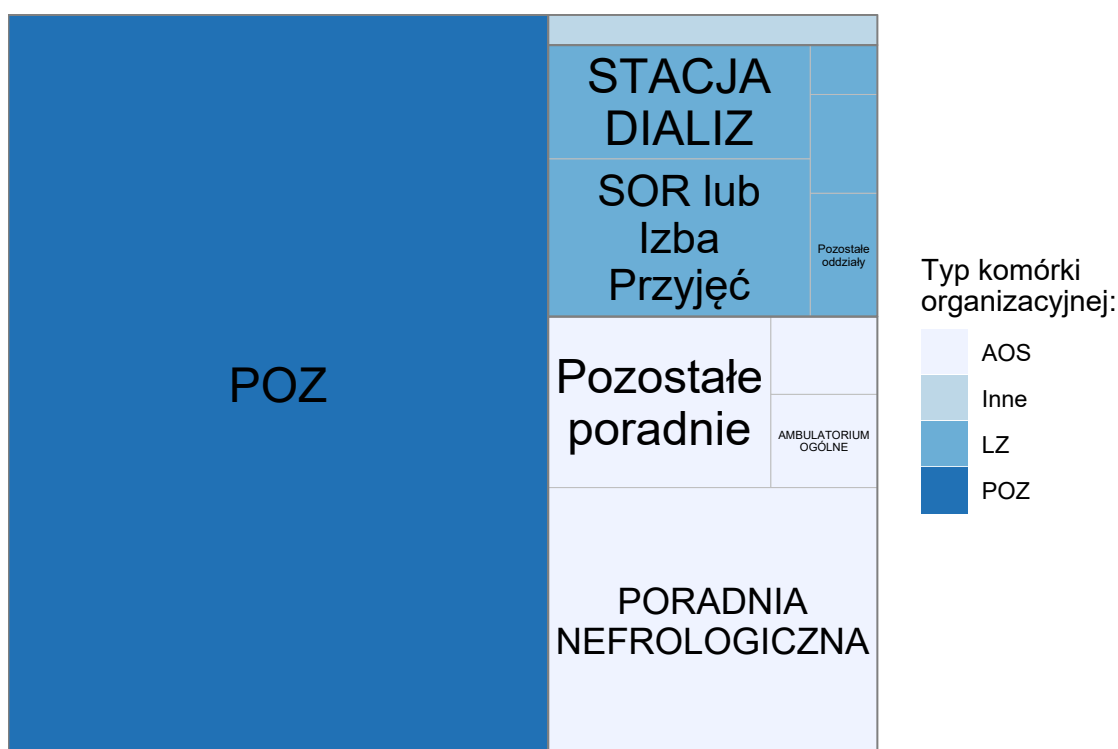 STACJA
DIALIZ
SOR lub
Izba
Przyjęć
Pozostałe
oddziały
POZ
Pozostałe
poradnie
AMBULATORIUM
OGÓLNE
PORADNIA
NEFROLOGICZNA
Typ komórki
organizacyjnej:
AOS
Inne
LZ
POZ